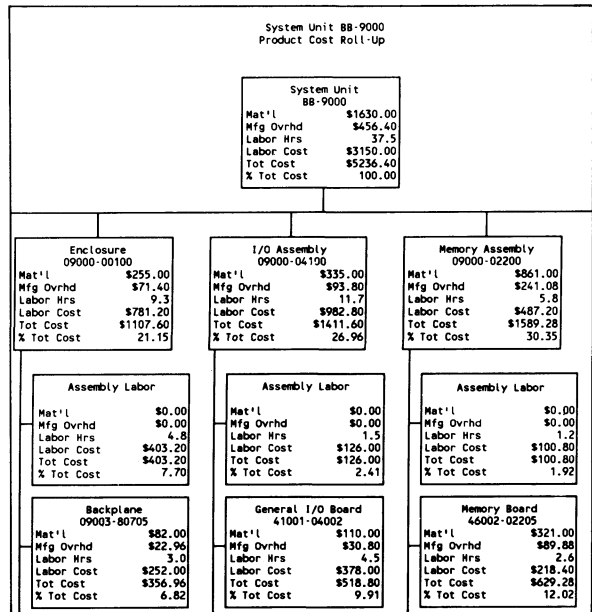 System Unit BB-9000
Product Cost Roll-Up
System Unit
BB-9000
Mat'l $1630.00
Mfg Ovrhd $456.40
Labor Hrs 37.5
Labor Cost $3150.00
Tot Cost $5236.40
% Tot Cost 100.00
Enclosure
09000-00100
Mat'l $255.00
Mfg Ovrhd $71.40
Labor Hrs 9.3
Labor Cost $781.20
Tot Cost $1107.60
% Tot Cost 21.15
I/O Assembly
09000-04100
Mat'l $335.00
Mfg Ovrhd $93.80
Labor Hrs 11.7
Labor Cost $982.80
Tot Cost $1411.60
% Tot Cost 26.96
Memory Assembly
09000-02200
Mat'l $861.00
Mfg Ovrhd $241.08
Labor Hrs 5.8
Labor Cost $487.20
Tot Cost $1589.28
% Tot Cost 30.35
Assembly Labor
Mat'l $0.00
Mfg Ovrhd $0.00
Labor Hrs 4.8
Labor Cost $403.20
Tot Cost $403.20
% Tot Cost 7.70
Assembly Labor
Mat'l $0.00
Mfg Ovrhd $0.00
Labor Hrs 1.5
Labor Cost $126.00
Tot Cost $126.00
% Tot Cost 2.41
Assembly Labor
Mat'l $0.00
Mfg Ovrhd $0.00
Labor Hrs 1.2
Labor Cost $100.80
Tot Cost $100.80
% Tot Cost 1.92
Backplane
09003-80705
Mat'l $82.00
Mfg Ovrhd $22.96
Labor Hrs 3.0
Labor Cost $252.00
Tot Cost $356.96
% Tot Cost 6.82
General I/O Board
41001-04002
Mat'l $110.00
Mfg Ovrhd $30.80
Labor Hrs 4.5
Labor Cost $378.00
Tot Cost $518.80
% Tot Cost 9.91
Memory Board
46002-02205
Mat'l $321.00
Mfg Ovrhd $89.88
Labor Hrs 2.6
Labor Cost $218.40
Tot Cost $629.28
% Tot Cost 12.02